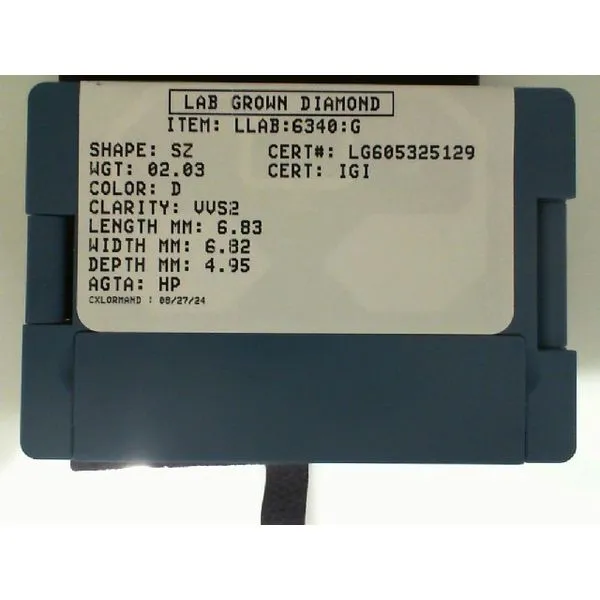 LAB GROWN DIAMOND
ITEM: LLAB:6340:G
SHAPE: SZ CERT#: LG605325129
WGT: 02.03 CERT: IGI
COLOR: D
CLARITY: VVS2
LENGTH MM: 6.83
WIDTH MM: 6.82
DEPTH MM: 4.95
AGTA: HP
CXLORMAND : 08/27/24